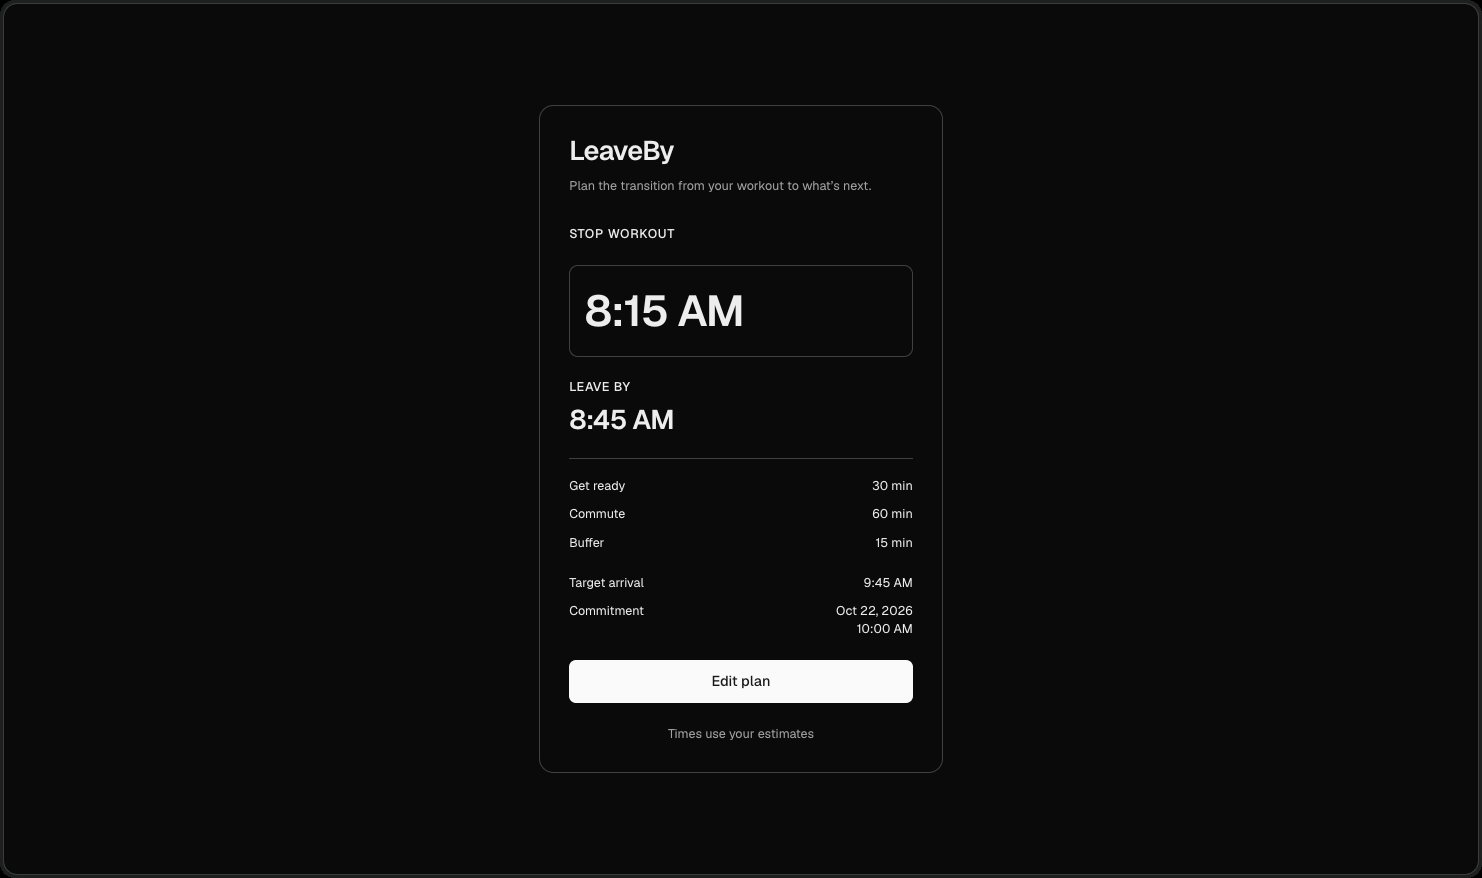 LeaveBy
Plan the transition from your workout to what's next.
STOP WORKOUT
8:15 AM
LEAVE BY
8:45 AM
Get ready 30 min
Commute 60 min
Buffer 15 min
Target arrival 9:45 AM
Commitment Oct 22, 2026
10:00 AM
Edit plan
Times use your estimates